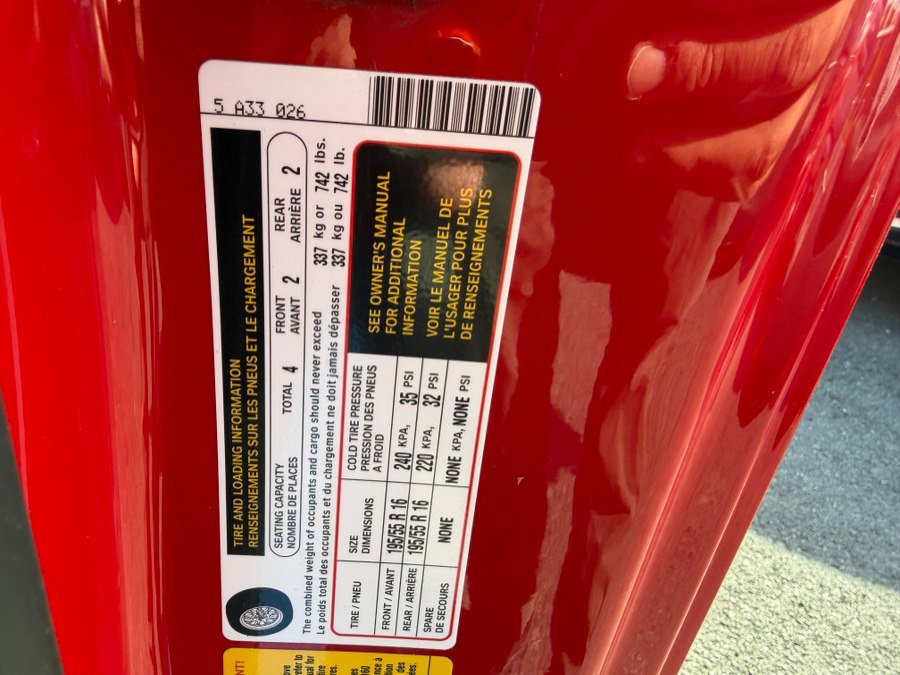 5 A33 026
TIRE AND LOADING INFORMATION
RENSEIGNEMENTS SUR LES PNEUS ET LE CHARGEMENT
SEATING CAPACITY TOTAL 4 FRONT 2 REAR 2
NOMBRE DE PLACES AVANT ARRIÈRE
The combined weight of occupants and cargo should never exceed 337 kg or 742 lbs.
Le poids total des occupants et du chargement ne doit jamais dépasser 337 kg ou 742 lb.
TIRE / PNEU
SIZE
DIMENSIONS
COLD TIRE PRESSURE
PRESSION DES PNEUS
A FROID
FRONT / AVANT 195/55 R 16 240 KPA, 35 PSI
REAR / ARRIÈRE 195/55 R 16 220 KPA, 32 PSI
SPARE
DE SECOURS
NONE NONE KPA, NONE PSI
SEE OWNER'S MANUAL
FOR ADDITIONAL
INFORMATION
VOIR LE MANUEL DE
L'USAGER POUR PLUS
DE RENSEIGNEMENTS
NT!